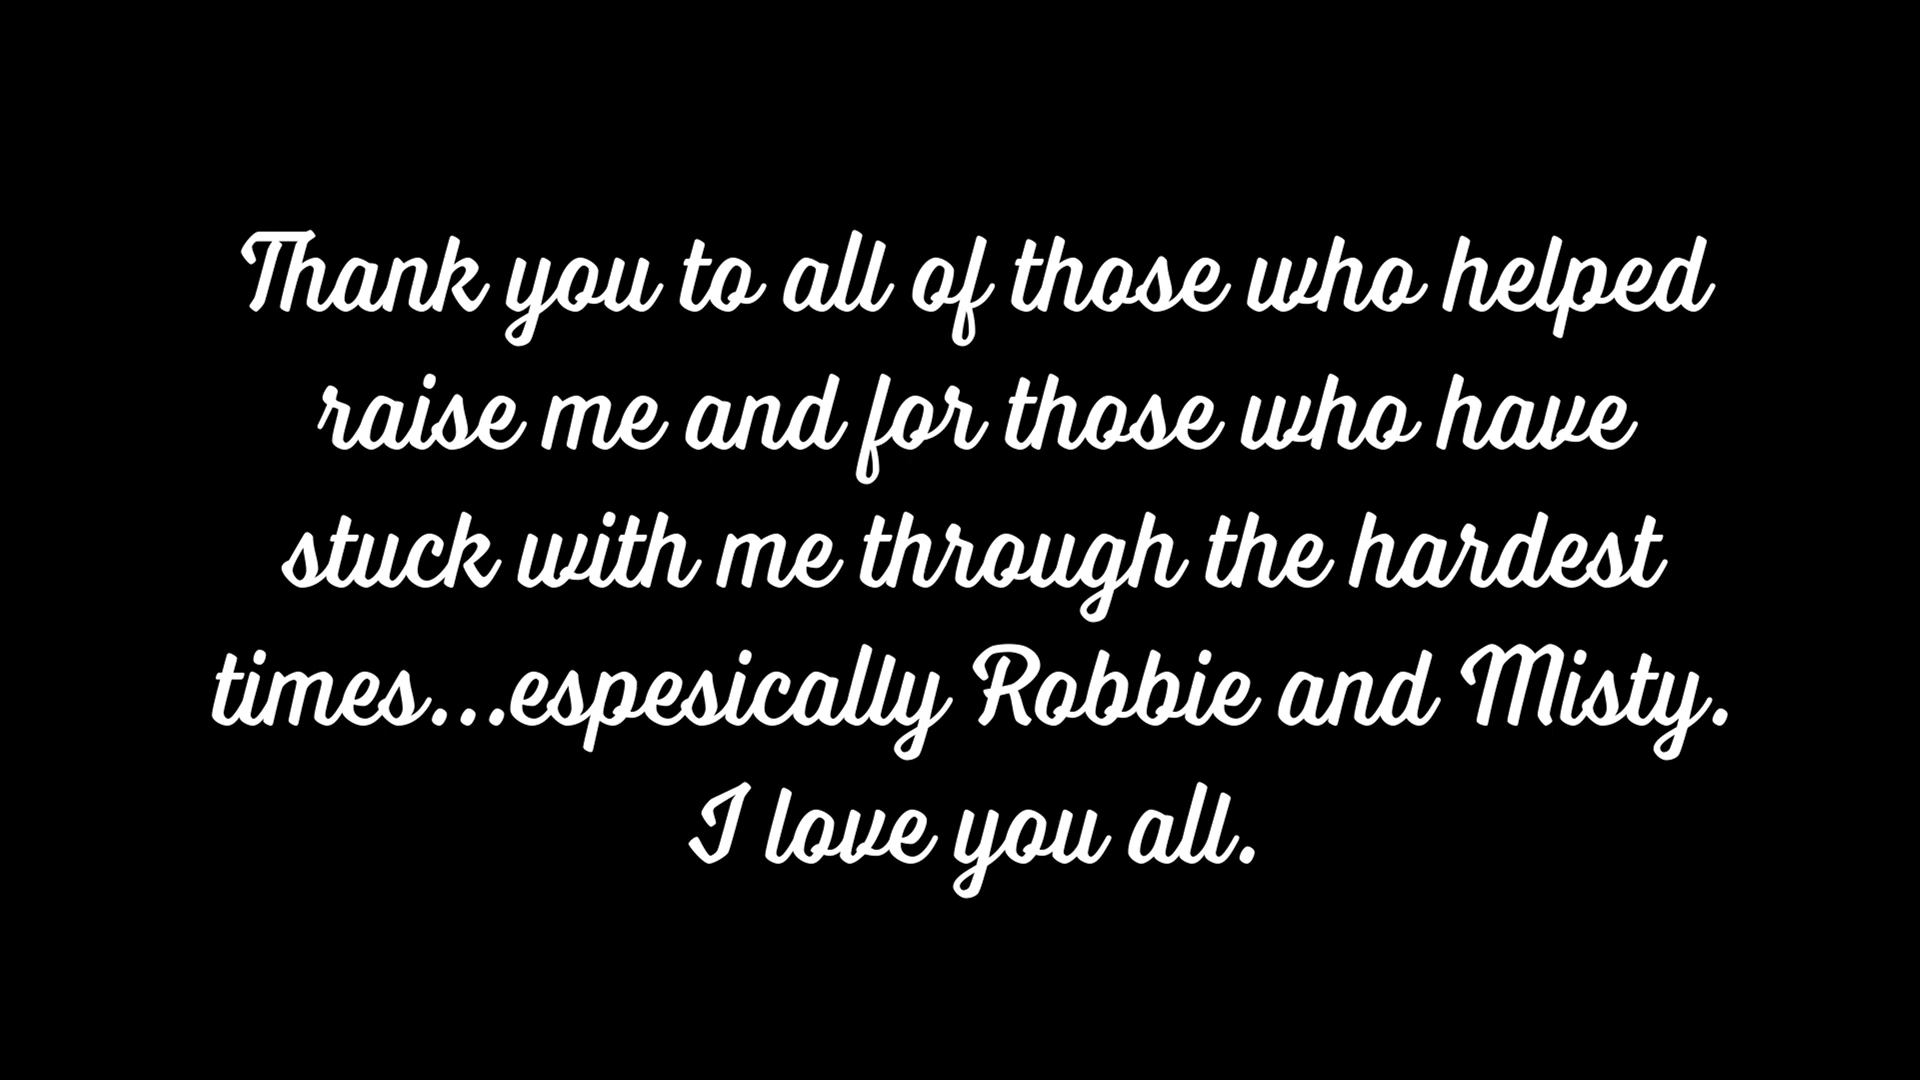 Thank you to all of those who helped
raise me and for those who have
stuck with me through the hardest
times...espesically Robbie and Misty.
I love you all.